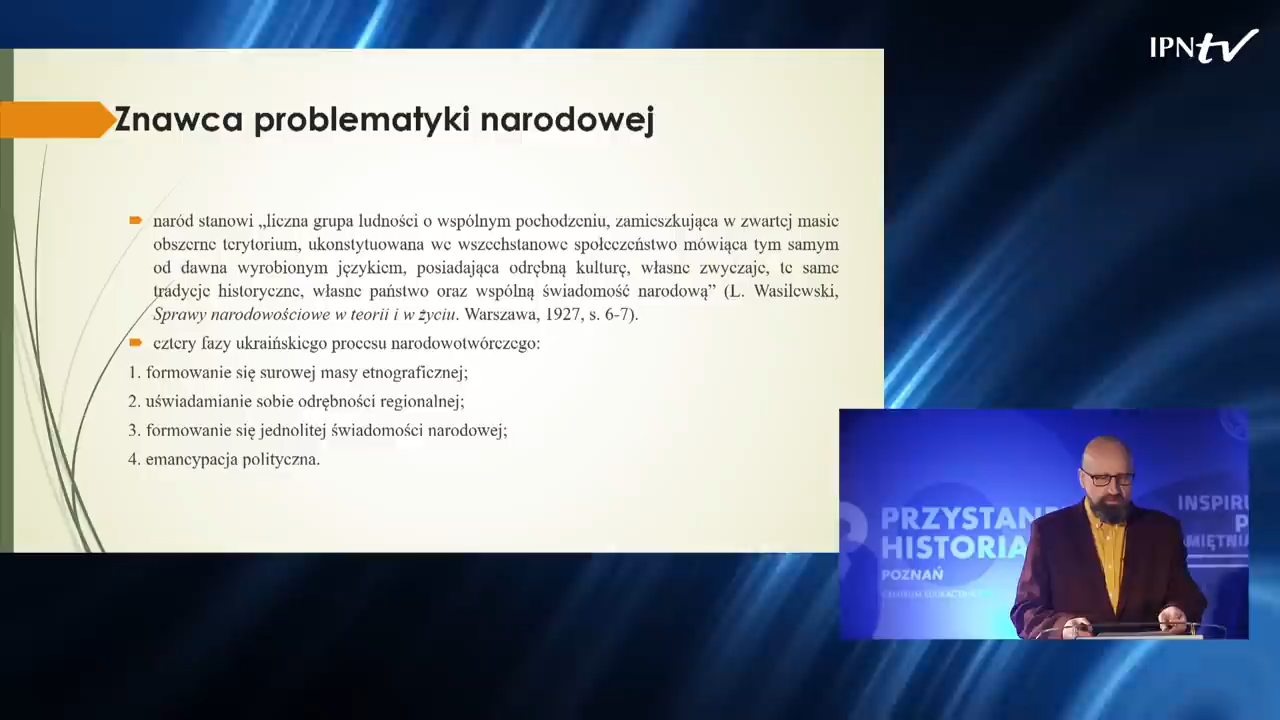 IPNtv
Znawca problematyki narodowej
naród stanowi „liczna grupa ludności o wspólnym pochodzeniu, zamieszkująca w zwartej masie
obszerne terytorium, ukonstytuowana we wszechstanowe społeczeństwo mówiąca tym samym
od dawna wyrobionym językiem, posiadająca odrębną kulturę, własne zwyczaje, te same
tradycje historyczne, własne państwo oraz wspólną świadomość narodową” (L. Wasilewski,
Sprawy narodowościowe w teorii i w życiu. Warszawa, 1927, s. 6-7).
cztery fazy ukraińskiego procesu narodowotwórczego:
1. formowanie się surowej masy etnograficznej;
2. uświadamianie sobie odrębności regionalnej;
3. formowanie się jednolitej świadomości narodowej;
4. emancypacja polityczna.
PRZYSTAN
HISTORIA
POZNAŃ
INSPIRU
P